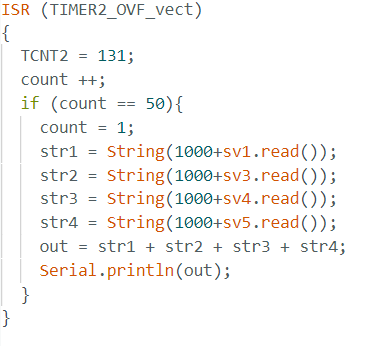 ISR (TIMER2_OVF_vect)
{
  TCNT2 = 131;
  count ++;
  if (count == 50){
    count = 1;
    str1 = String(1000+sv1.read());
    str2 = String(1000+sv3.read());
    str3 = String(1000+sv4.read());
    str4 = String(1000+sv5.read());
    out = str1 + str2 + str3 + str4;
    Serial.println(out);
  }
}